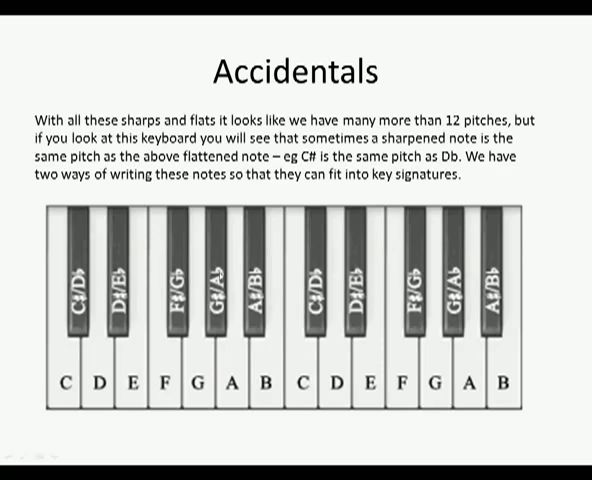 Accidentals
With all these sharps and flats it looks like we have many more than 12 pitches, but
if you look at this keyboard you will see that sometimes a sharpened note is the
same pitch as the above flattened note – eg C# is the same pitch as Db. We have
two ways of writing these notes so that they can fit into key signatures.
C♯/D♭ D♯/E♭ F♯/G♭ G♯/A♭ A♯/B♭ C♯/D♭ D♯/E♭ F♯/G♭ G♯/A♭ A♯/B♭
C D E F G A B C D E F G A B